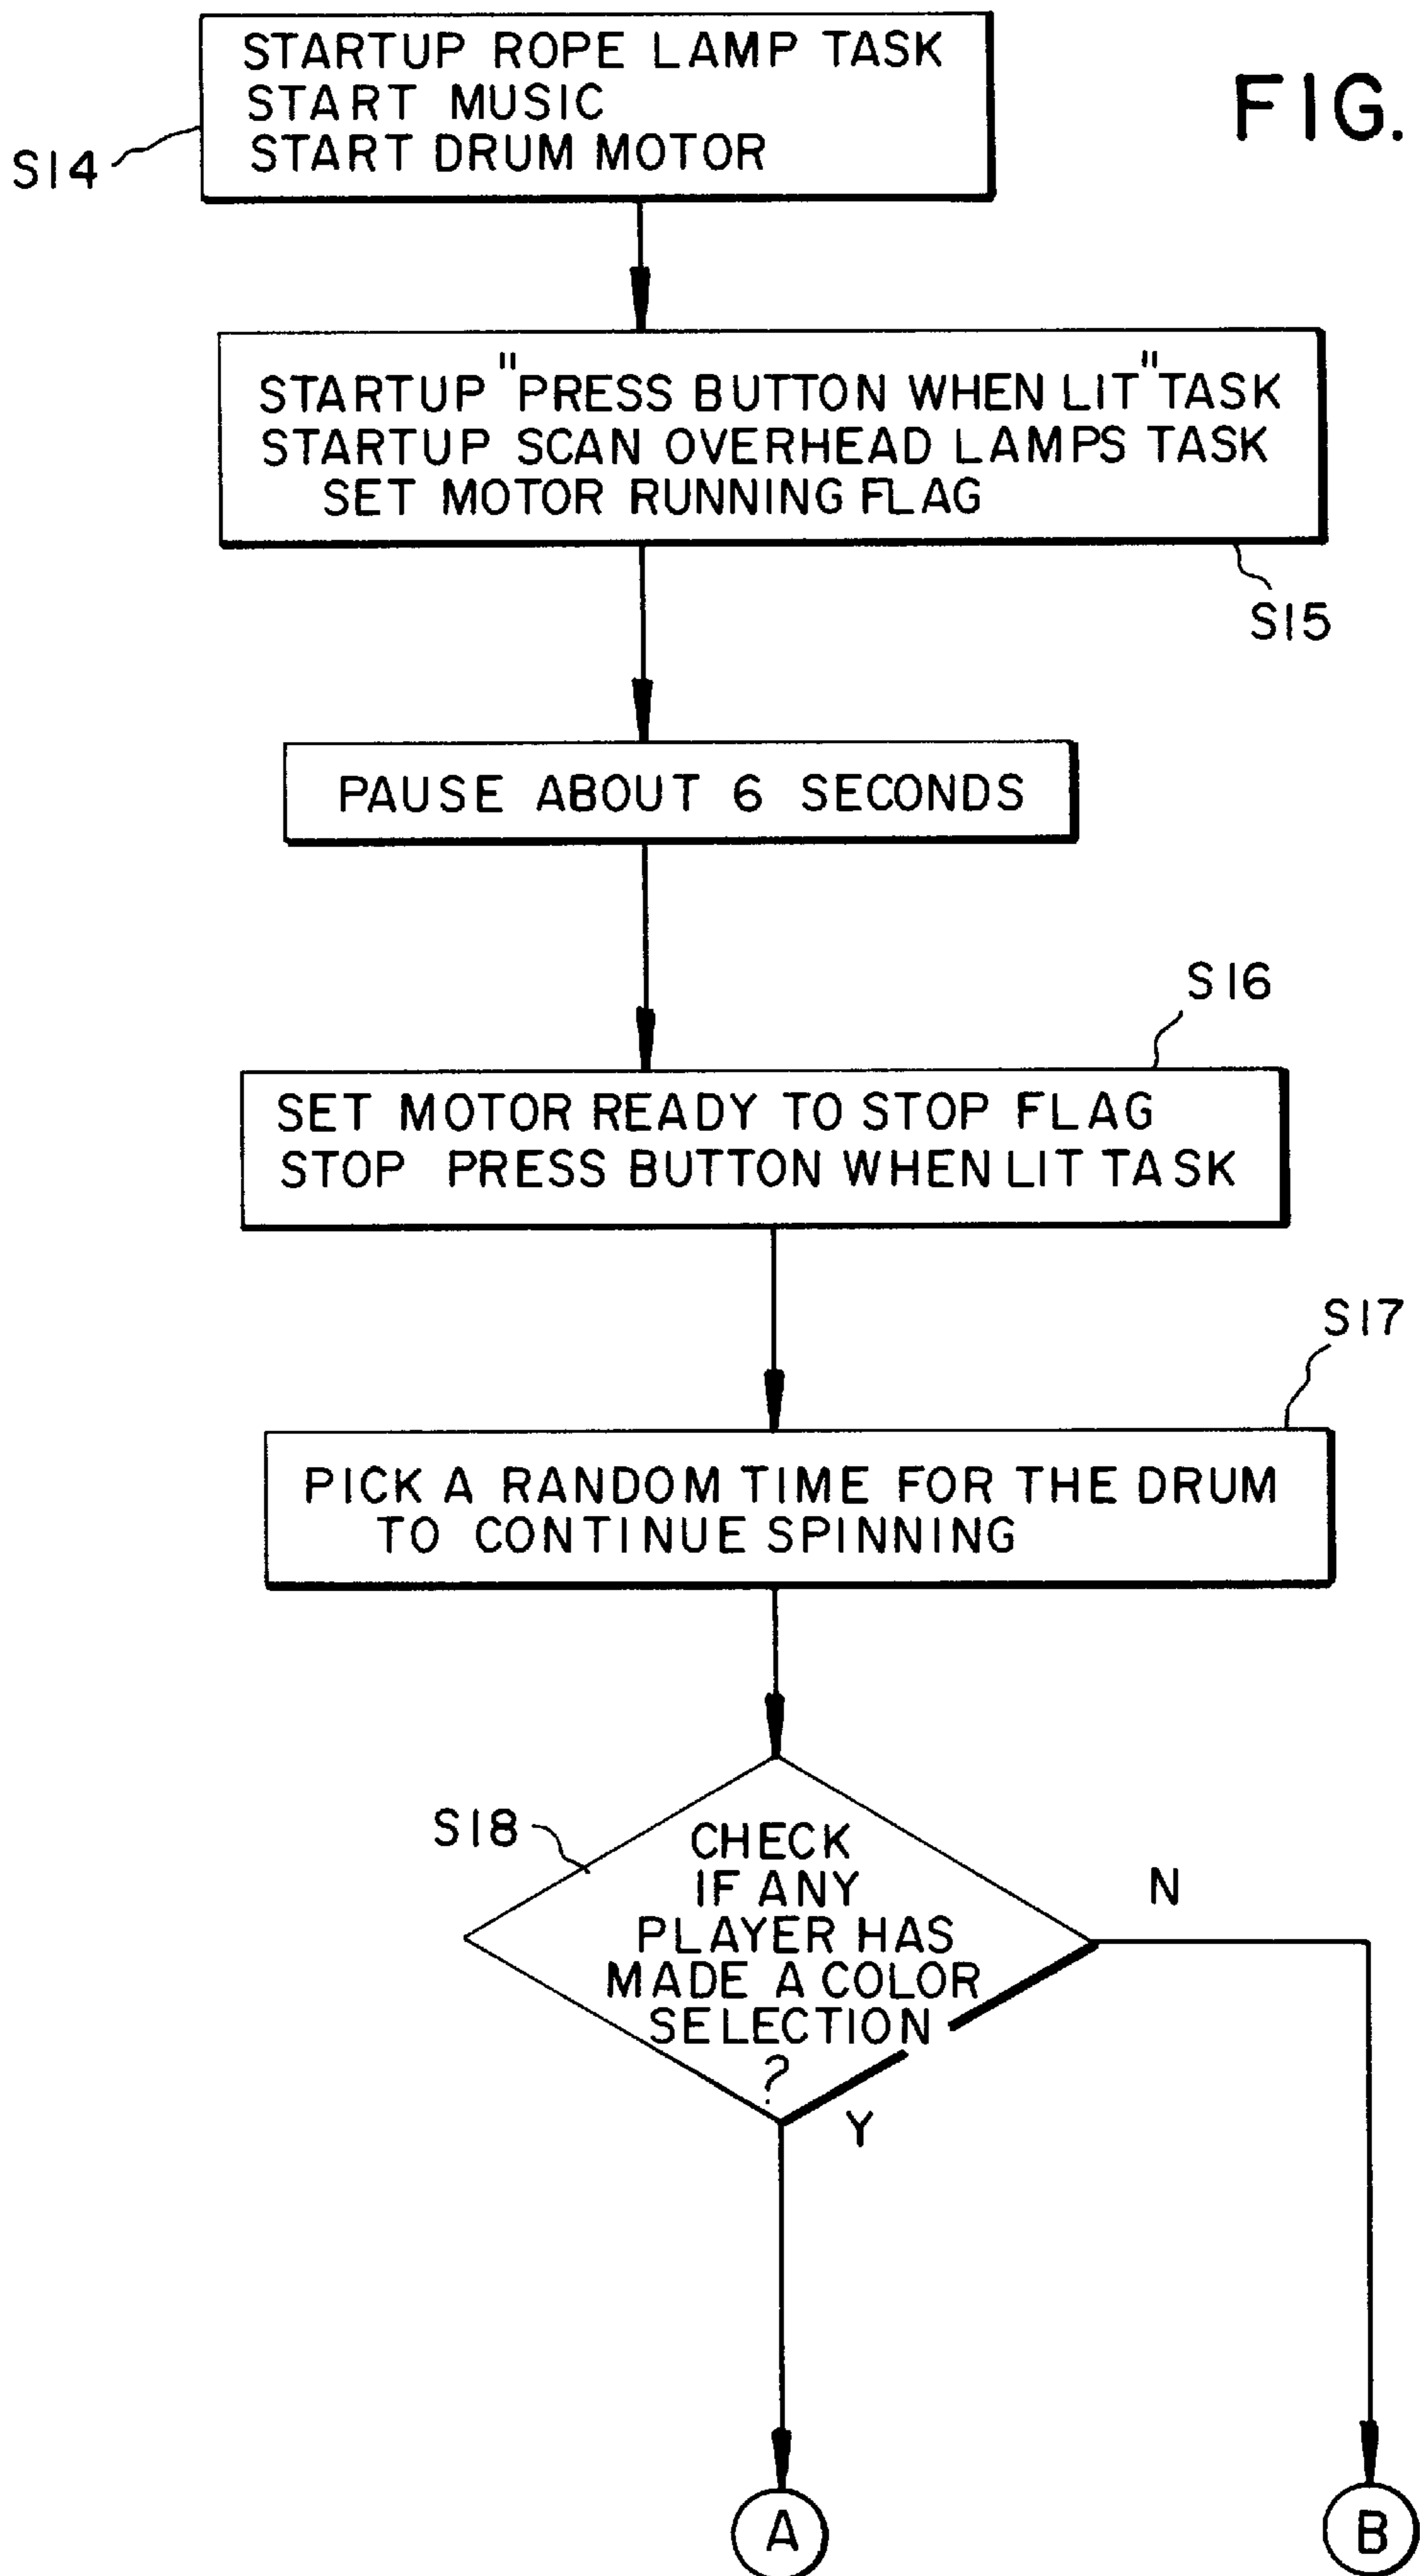 STARTUP ROPE LAMP TASK
START MUSIC
START DRUM MOTOR
FIG.
S14
STARTUP "PRESS BUTTON WHEN LIT" TASK
STARTUP SCAN OVERHEAD LAMPS TASK
SET MOTOR RUNNING FLAG
S15
PAUSE ABOUT 6 SECONDS
S16
SET MOTOR READY TO STOP FLAG
STOP PRESS BUTTON WHEN LIT TASK
S17
PICK A RANDOM TIME FOR THE DRUM
TO CONTINUE SPINNING
S18
CHECK
IF ANY
PLAYER HAS
MADE A COLOR
SELECTION
?
N
Y
A
B